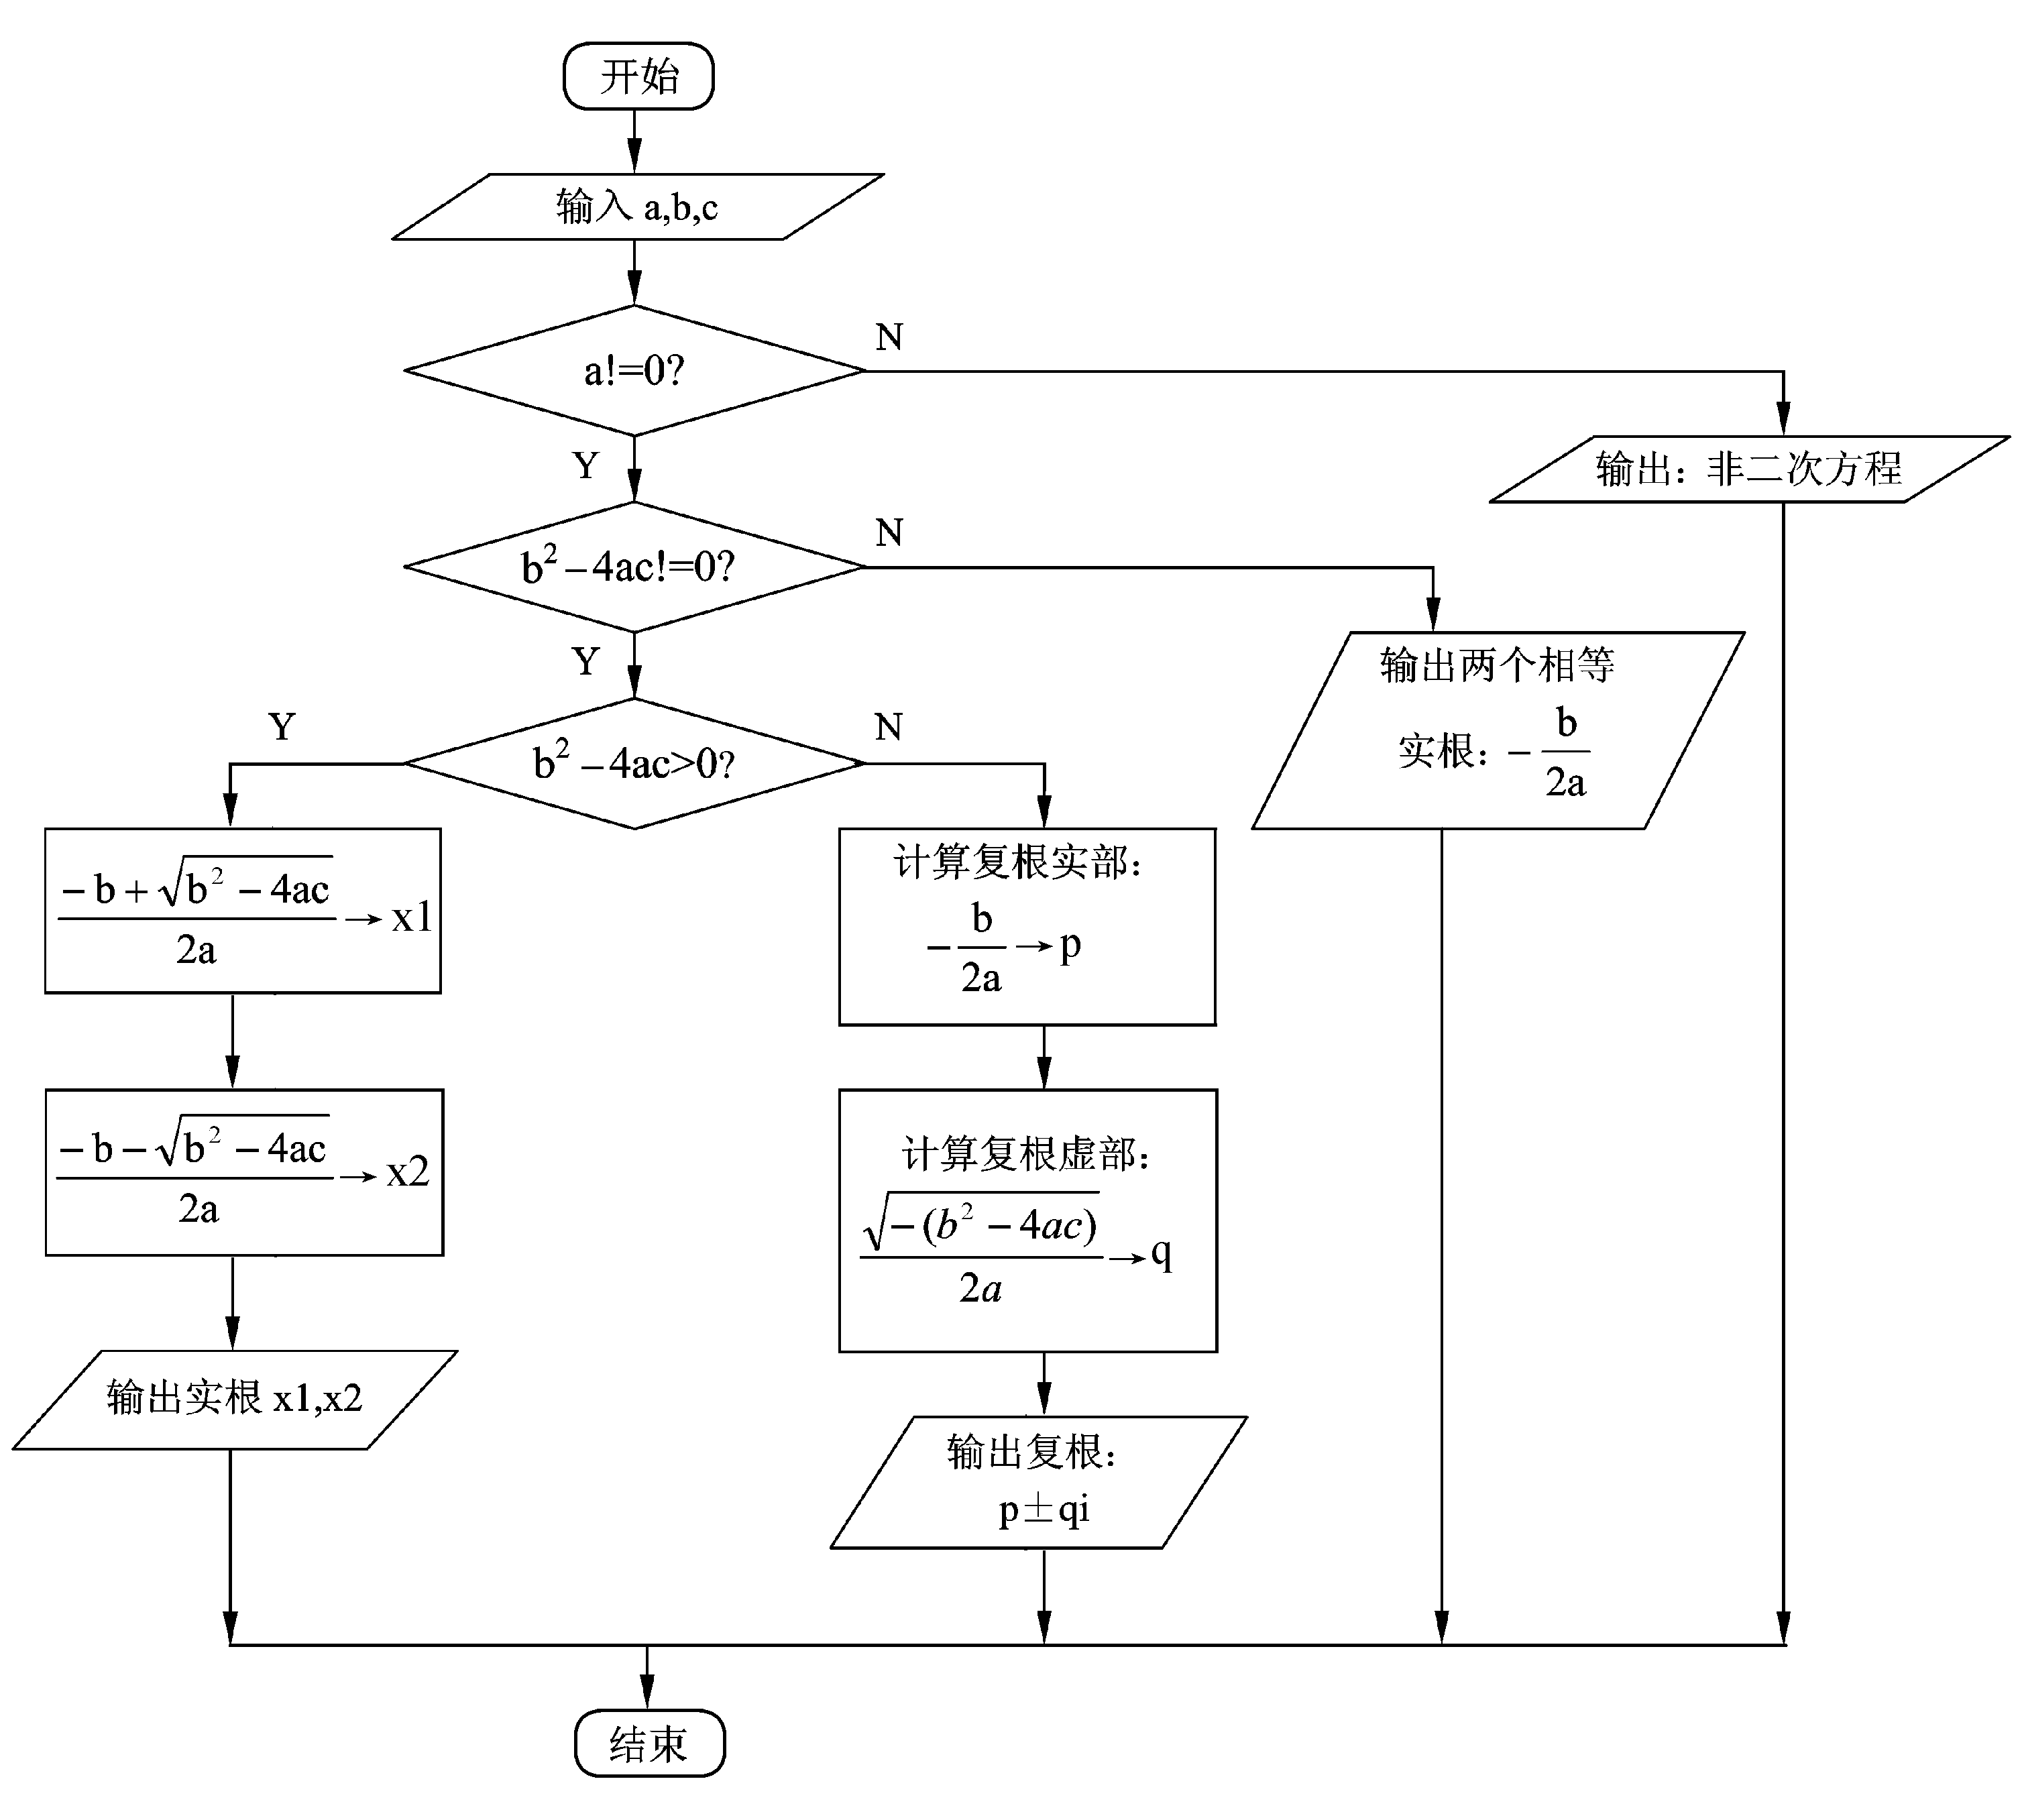 开始
输入 a,b,c
a!=0?
N
Y
输出：非二次方程
b²－4ac!=0?
N
Y
输出两个相等
实根：－b/2a
b²－4ac>0?
Y
N
(－b＋√(b²－4ac))/2a→x1
计算复根实部：
－b/2a→p
(－b－√(b²－4ac))/2a→x2
计算复根虚部：
√(－(b²－4ac))/2a→q
输出实根 x1,x2
输出复根：
p±qi
结束